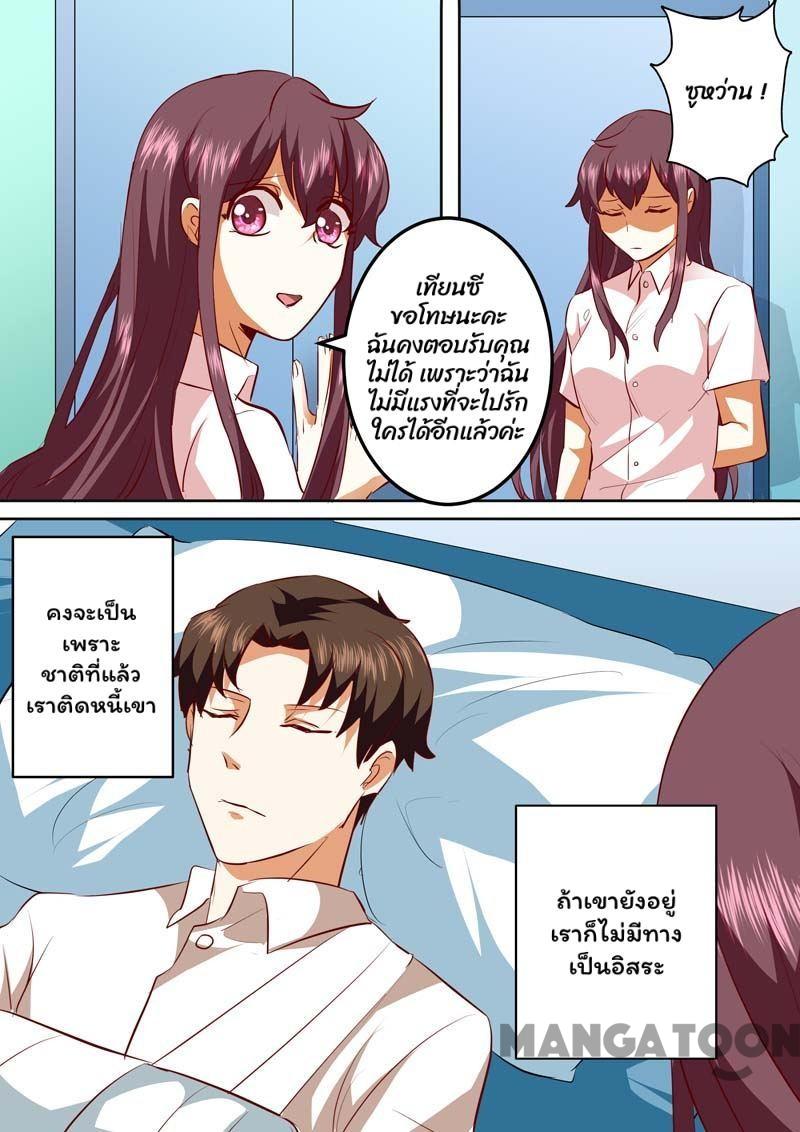 ซูหว่าน !
เทียนซี
ขอโทษนะคะ
ฉันคงตอบรับคุณ
ไม่ได้ เพราะว่าฉัน
ไม่มีแรงที่จะไปรัก
ใครได้อีกแล้วค่ะ
คงจะเป็น
เพราะ
ชาติที่แล้ว
เราติดหนี้เขา
ถ้าเขายังอยู่
เราก็ไม่มีทาง
เป็นอิสระ
MANGATOON